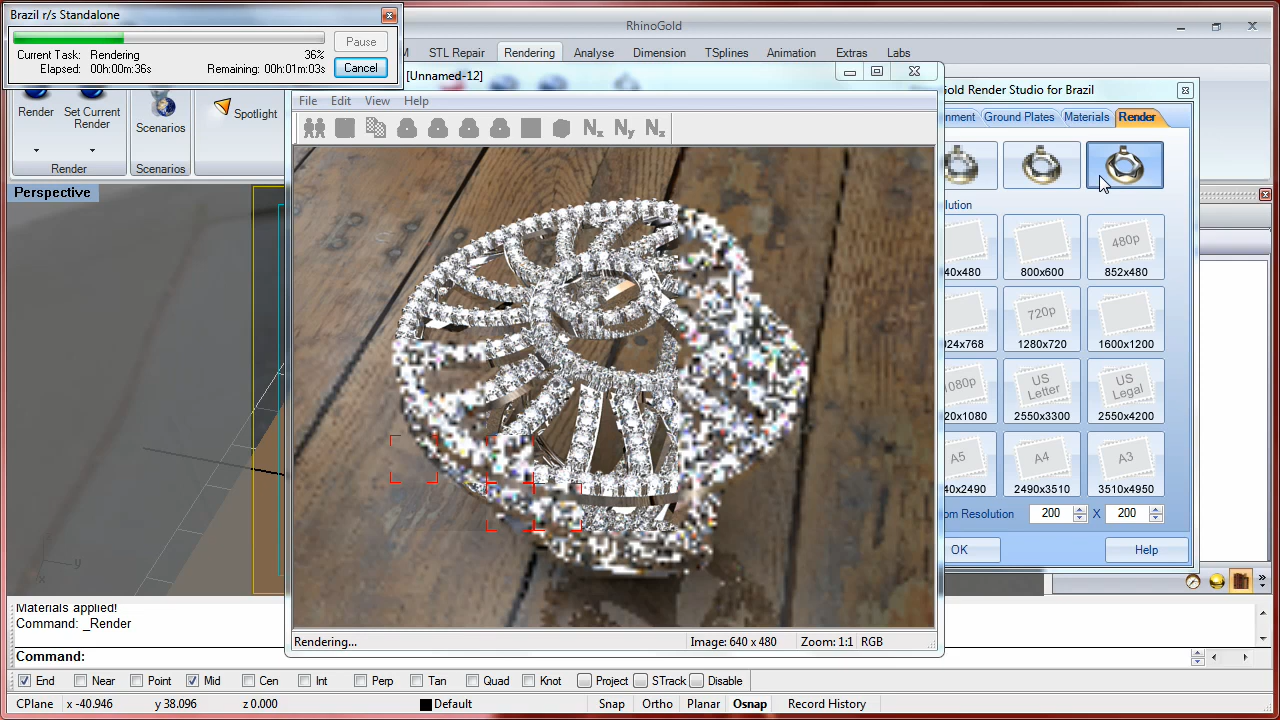 Brazil r/s Standalone
Current Task: Rendering 36%
Elapsed: 00h:00m:36s Remaining: 00h:01m:03s
Pause
Cancel
RhinoGold
STL Repair Rendering Analyse Dimension TSplines Animation Extras Labs
Render
Set Current
Render
Scenarios
Spotlight
Render
Scenarios
[Unnamed-12]
File Edit View Help
Nx Ny Nz
Perspective
y
x
Rendering...
Image: 640 x 480
Zoom: 1:1
RGB
Gold Render Studio for Brazil
nment Ground Plates Materials Render
lution
40x480
800x600
480p
852x480
24x768
720p
1280x720
1600x1200
1080p
20x1080
US
Letter
2550x3300
US
Legal
2550x4200
A5
40x2490
A4
2490x3510
A3
3510x4950
om Resolution 200 X 200
OK
Help
Materials applied!
Command: _Render
Command:
End Near Point Mid Cen Int Perp Tan Quad Knot Project STrack Disable
CPlane x -40.946 y 38.096 z 0.000 Default Snap Ortho Planar Osnap Record History